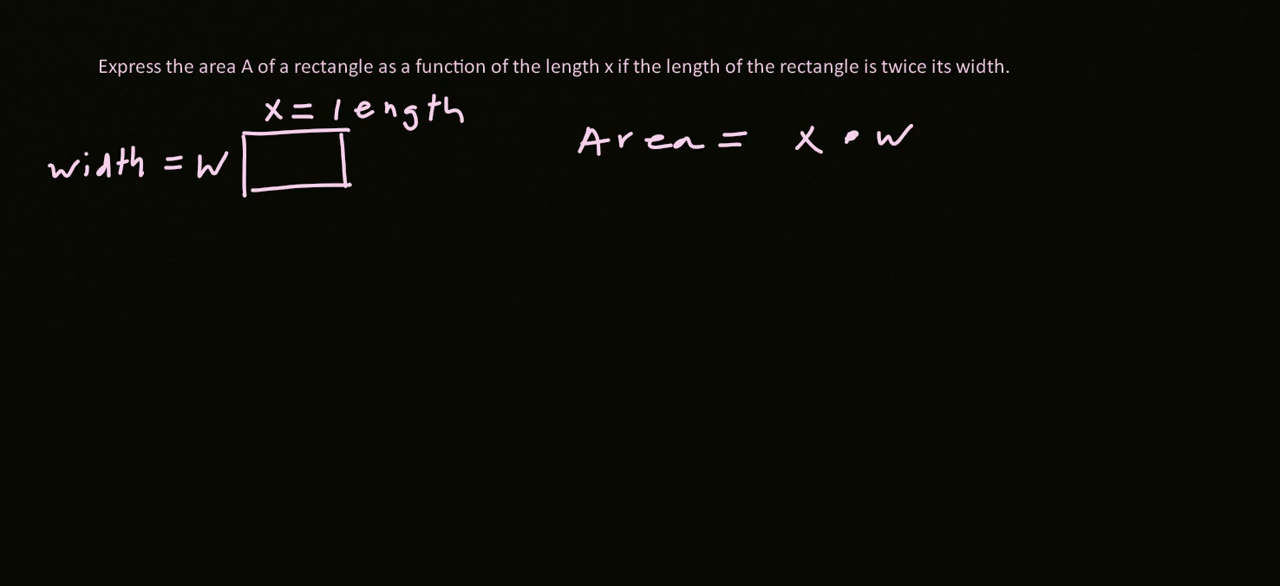 Express the area A of a rectangle as a function of the length x if the length of the rectangle is twice its width.
x = length
width = W
Area = x • w